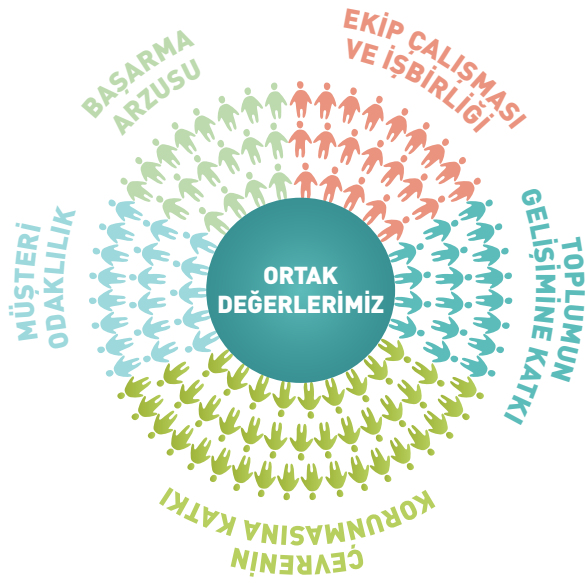 BAŞARMA
ARZUSU
EKİP ÇALIŞMASI
VE İŞBİRLİĞİ
TOPLUMUN
GELİŞİMİNE KATKI
ÇEVRENİN
KORUNMASINA KATKI
MÜŞTERİ
ODAKLILIK
ORTAK
DEĞERLERİMİZ